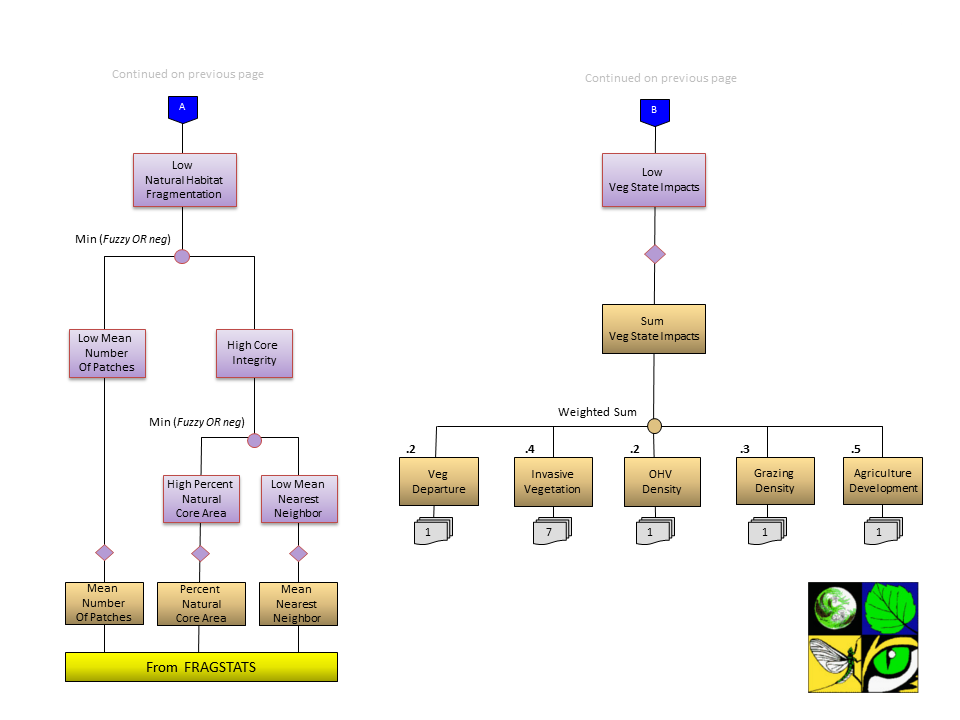 Continued on previous page
A
Low
Natural Habitat
Fragmentation
Min (Fuzzy OR neg)
Low Mean
Number
Of Patches
High Core
Integrity
Min (Fuzzy OR neg)
High Percent
Natural
Core Area
Low Mean
Nearest
Neighbor
Mean
Number
Of Patches
Percent
Natural
Core Area
Mean
Nearest
Neighbor
From FRAGSTATS
Continued on previous page
B
Low
Veg State Impacts
Sum
Veg State Impacts
Weighted Sum
.2
Veg
Departure
1
.4
Invasive
Vegetation
7
.2
OHV
Density
1
.3
Grazing
Density
1
.5
Agriculture
Development
1